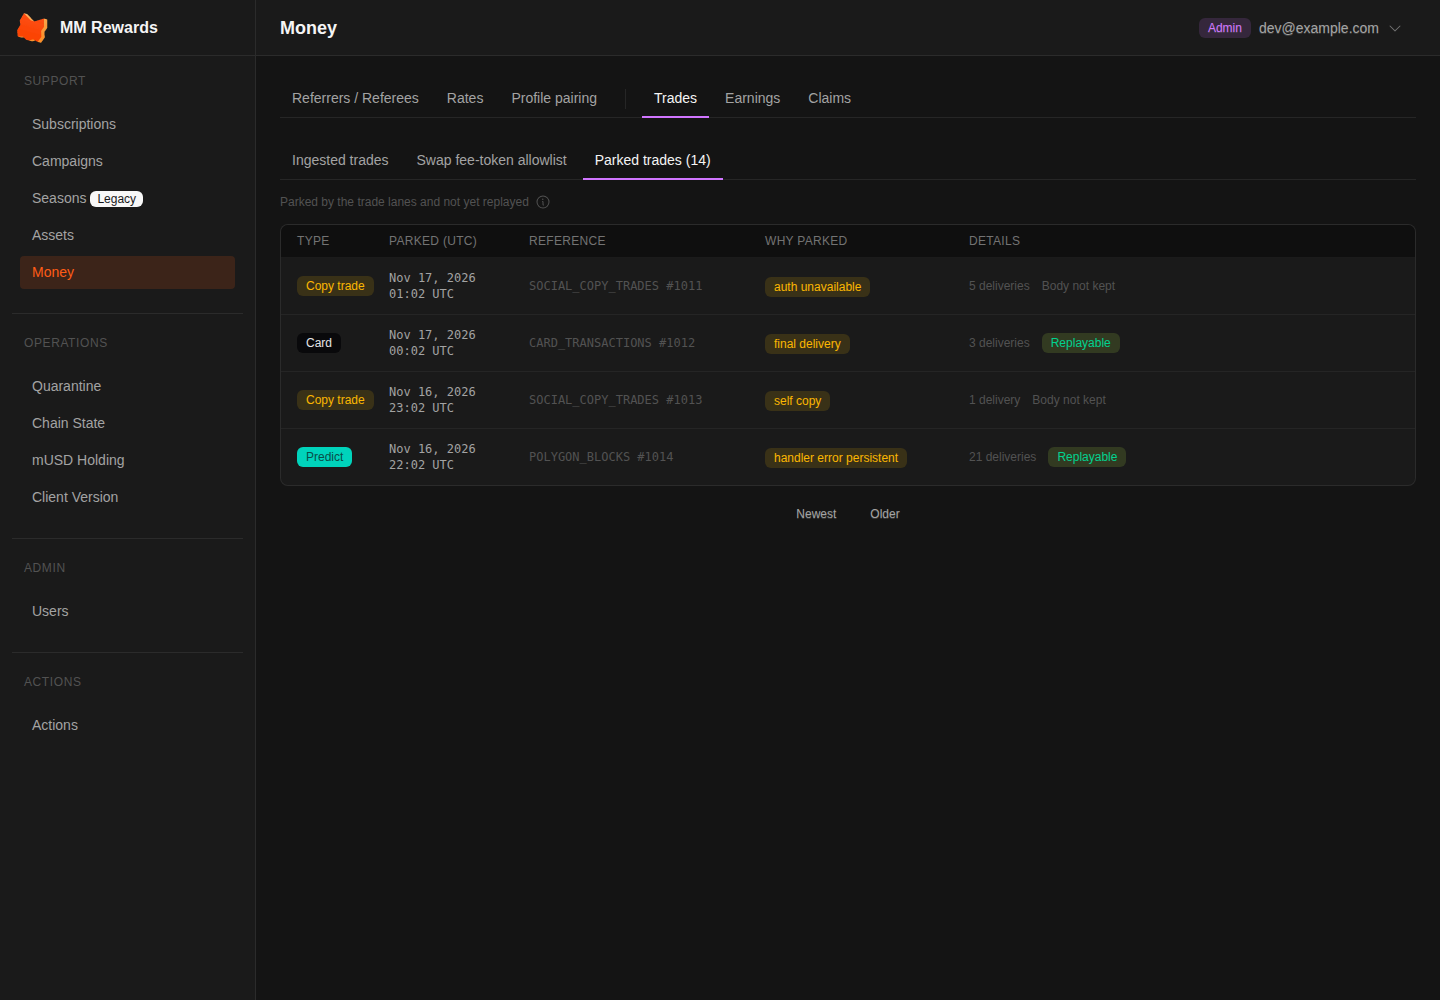 MM Rewards
Money
Admin dev@example.com
SUPPORT
Subscriptions
Campaigns
Seasons Legacy
Assets
Money
OPERATIONS
Quarantine
Chain State
mUSD Holding
Client Version
ADMIN
Users
ACTIONS
Actions
Referrers / Referees Rates Profile pairing Trades Earnings Claims
Ingested trades Swap fee-token allowlist Parked trades (14)
Parked by the trade lanes and not yet replayed
TYPE PARKED (UTC) REFERENCE WHY PARKED DETAILS
Copy trade Nov 17, 2026 01:02 UTC SOCIAL_COPY_TRADES #1011 auth unavailable 5 deliveries Body not kept
Card Nov 17, 2026 00:02 UTC CARD_TRANSACTIONS #1012 final delivery 3 deliveries Replayable
Copy trade Nov 16, 2026 23:02 UTC SOCIAL_COPY_TRADES #1013 self copy 1 delivery Body not kept
Predict Nov 16, 2026 22:02 UTC POLYGON_BLOCKS #1014 handler error persistent 21 deliveries Replayable
Newest Older